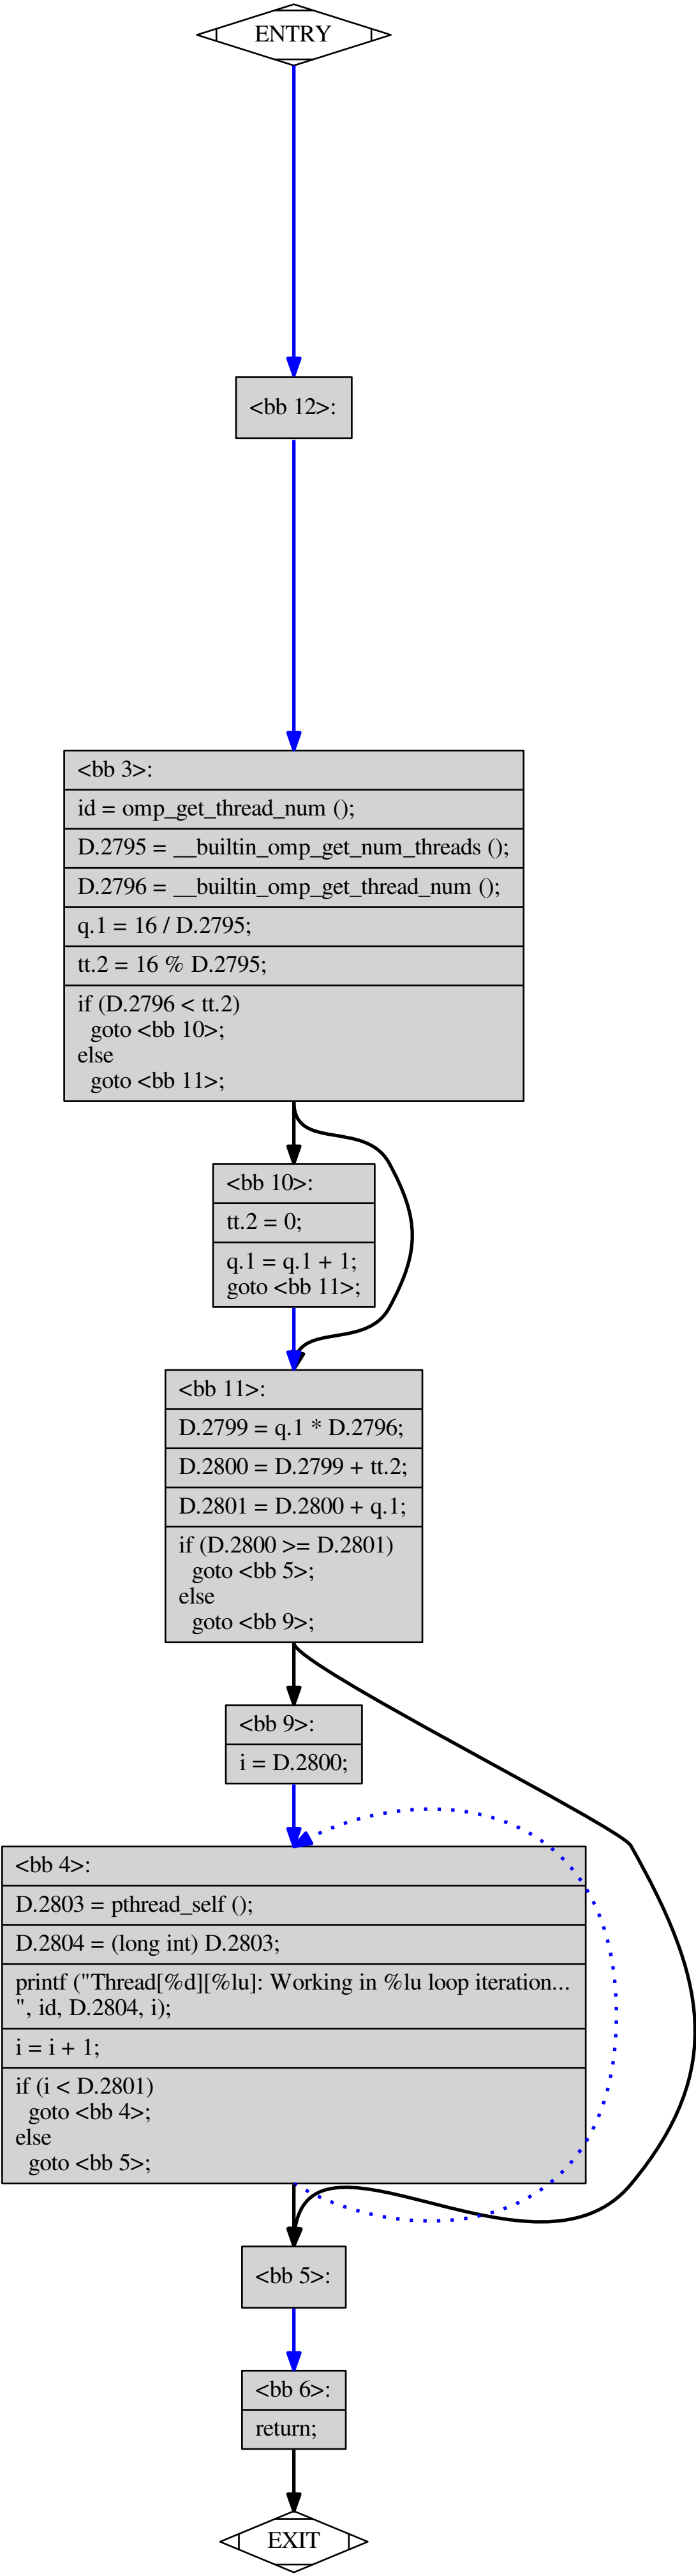 ENTRY
<bb 12>:
<bb 3>:
id = omp_get_thread_num ();
D.2795 = __builtin_omp_get_num_threads ();
D.2796 = __builtin_omp_get_thread_num ();
q.1 = 16 / D.2795;
tt.2 = 16 % D.2795;
if (D.2796 < tt.2)
  goto <bb 10>;
else
  goto <bb 11>;
<bb 10>:
tt.2 = 0;
q.1 = q.1 + 1;
goto <bb 11>;
<bb 11>:
D.2799 = q.1 * D.2796;
D.2800 = D.2799 + tt.2;
D.2801 = D.2800 + q.1;
if (D.2800 >= D.2801)
  goto <bb 5>;
else
  goto <bb 9>;
<bb 9>:
i = D.2800;
<bb 4>:
D.2803 = pthread_self ();
D.2804 = (long int) D.2803;
printf ("Thread[%d][%lu]: Working in %lu loop iteration...
", id, D.2804, i);
i = i + 1;
if (i < D.2801)
  goto <bb 4>;
else
  goto <bb 5>;
<bb 5>:
<bb 6>:
return;
EXIT